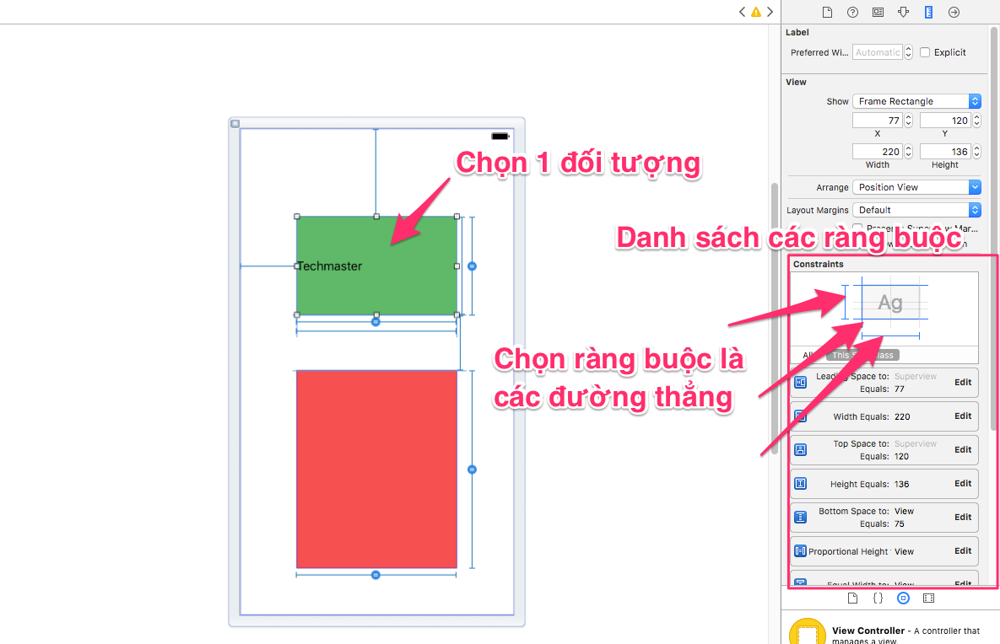 Label
Preferred Wi... Automatic Explicit
View
Show Frame Rectangle
77 120
X Y
220 136
Width Height
Arrange Position View
Layout Margins Default
Chọn 1 đối tượng
Danh sách các ràng buộc
Techmaster
Chọn ràng buộc là
các đường thẳng
Constraints
Ag
All This
Leading Space to: Superview
Equals: 77
Edit
Width Equals: 220
Edit
Top Space to: Superview
Equals: 120
Edit
Height Equals: 136
Edit
Bottom Space to: View
Equals: 75
Edit
Proportional Height View
Edit
Equal Width to: View
Edit
View Controller - A controller that
manages a view.